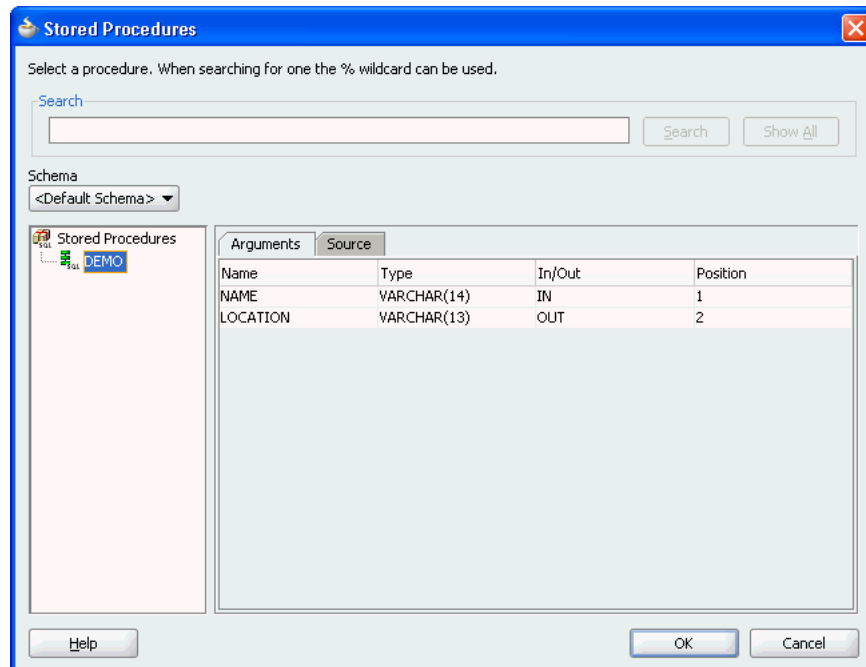 Stored Procedures
Select a procedure. When searching for one the % wildcard can be used.
Search
Search Show All
Schema
<Default Schema>
Stored Procedures
SQL
DEMO
SQL
Arguments Source
Name Type In/Out Position
NAME VARCHAR(14) IN 1
LOCATION VARCHAR(13) OUT 2
Help OK Cancel